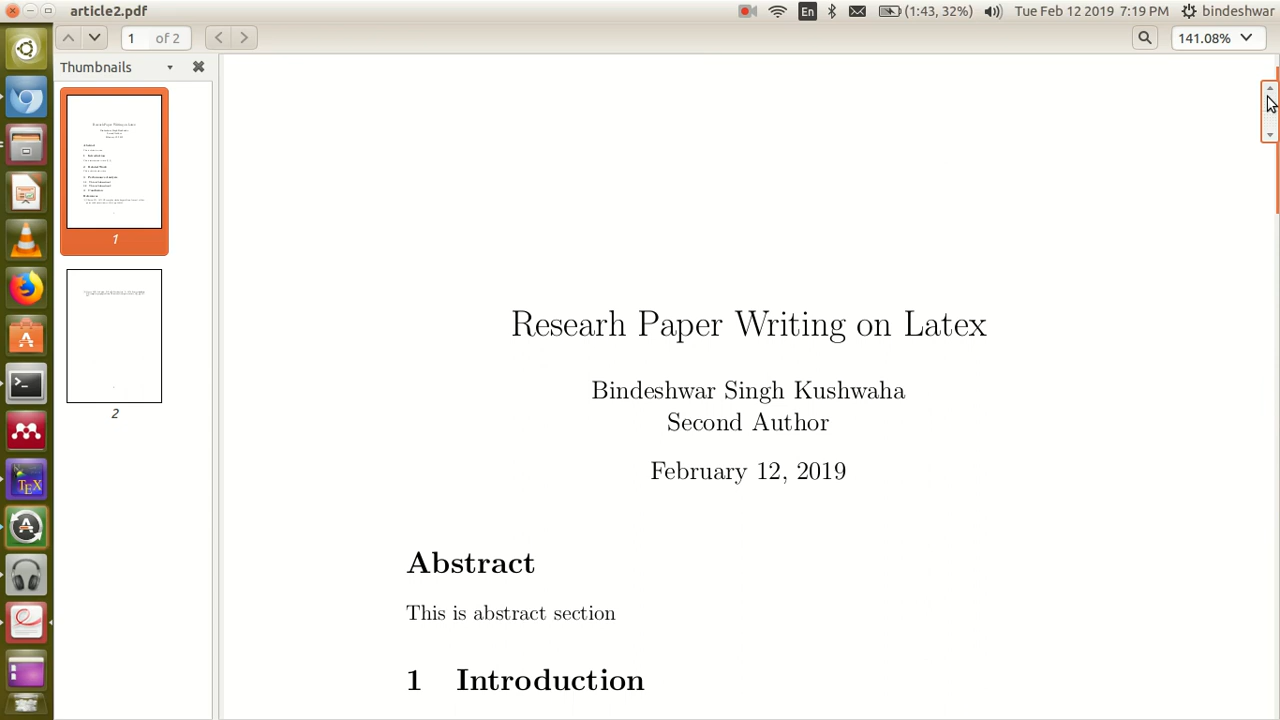 article2.pdf
En
(1:43, 32%)
Tue Feb 12 2019 7:19 PM
bindeshwar
1 of 2
141.08%
Thumbnails
1
2
Researh Paper Writing on Latex
Bindeshwar Singh Kushwaha
Second Author
February 12, 2019
Abstract
This is abstract section
1 Introduction